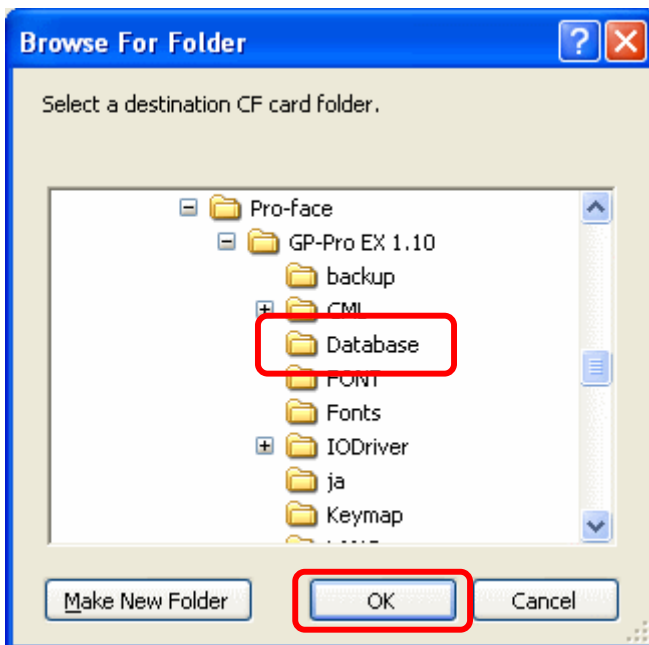 Browse For Folder
Select a destination CF card folder.
Pro-face
GP-Pro EX 1.10
backup
CML
Database
FONT
Fonts
IODriver
ja
Keymap
Make New Folder
OK
Cancel